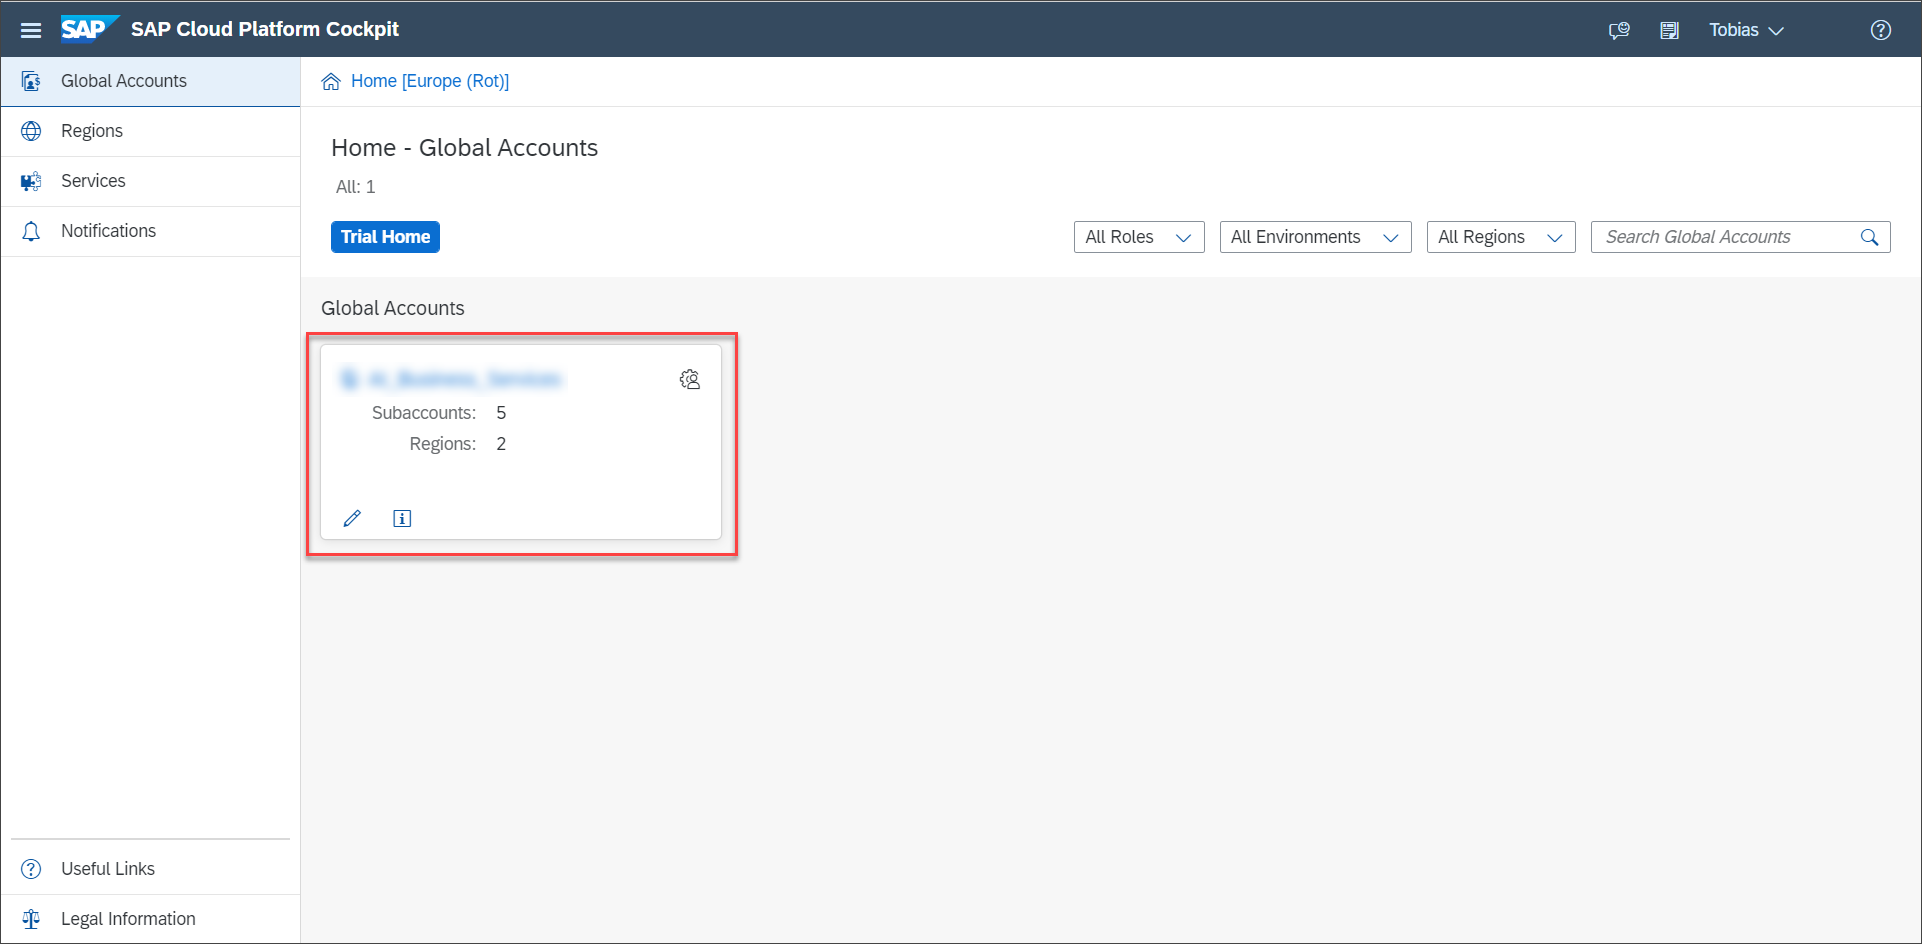 SAP SAP Cloud Platform Cockpit
Tobias
Global Accounts
Regions
Services
Notifications
Useful Links
Legal Information
Home [Europe (Rot)]
Home - Global Accounts
All: 1
Trial Home
All Roles
All Environments
All Regions
Search Global Accounts
Global Accounts
Subaccounts: 5
Regions: 2